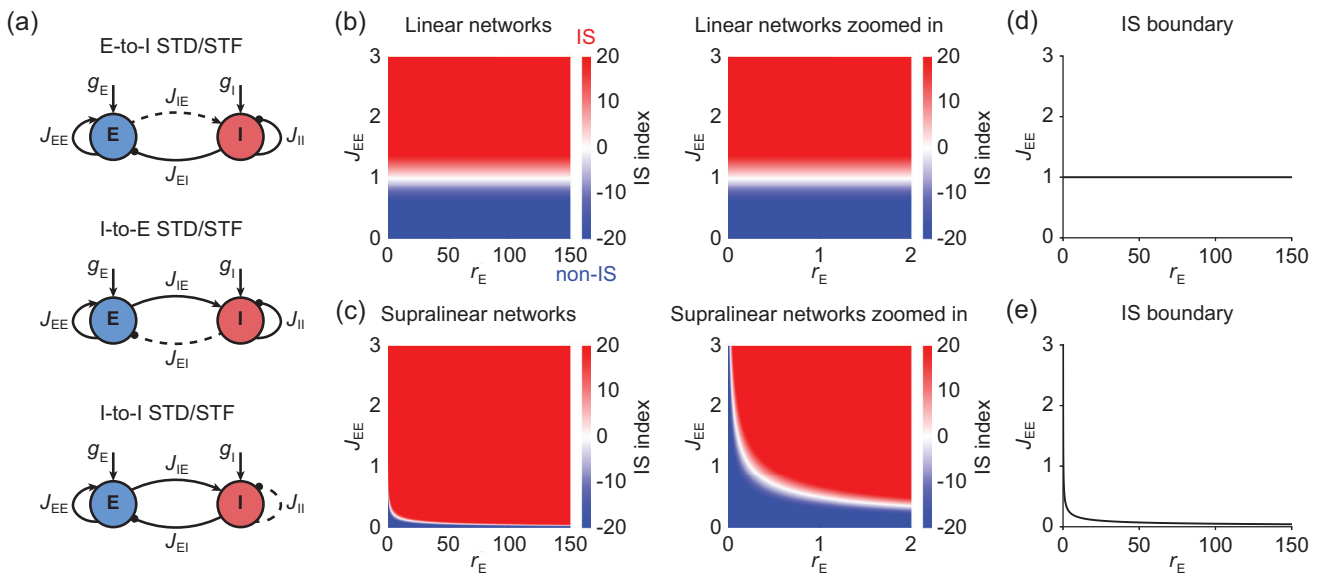 (a)
E-to-I STD/STF
gE
JIE
gI
JEE
E
I
JII
JEI
I-to-E STD/STF
gE
JIE
gI
JEE
E
I
JII
JEI
I-to-I STD/STF
gE
JIE
gI
JEE
E
I
JII
JEI
(b)
Linear networks
IS
3
2
1
0
JEE
0 50 100 150
rE
non-IS
20
10
0
-10
-20
IS index
Linear networks zoomed in
3
2
1
0
JEE
0 1 2
rE
20
10
0
-10
-20
IS index
(c)
Supralinear networks
3
2
1
0
JEE
0 50 100 150
rE
20
10
0
-10
-20
IS index
Supralinear networks zoomed in
3
2
1
0
JEE
0 1 2
rE
20
10
0
-10
-20
IS index
(d)
IS boundary
3
2
1
0
JEE
0 50 100 150
rE
(e)
IS boundary
3
2
1
0
JEE
0 50 100 150
rE